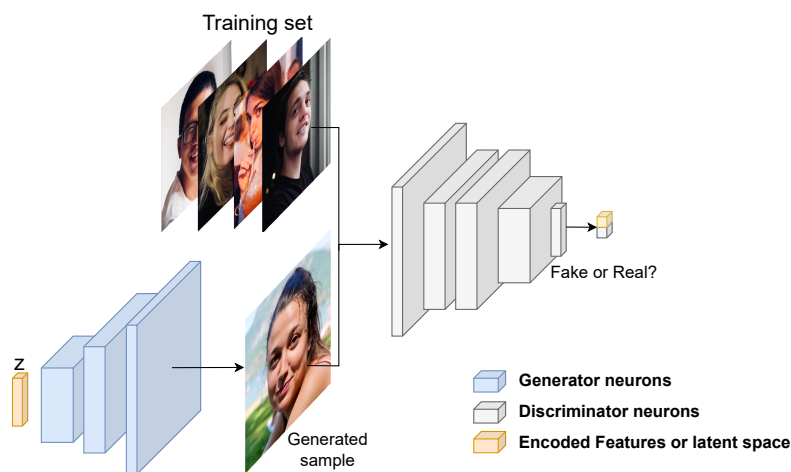 Training set
Fake or Real?
z
Generated
sample
Generator neurons
Discriminator neurons
Encoded Features or latent space